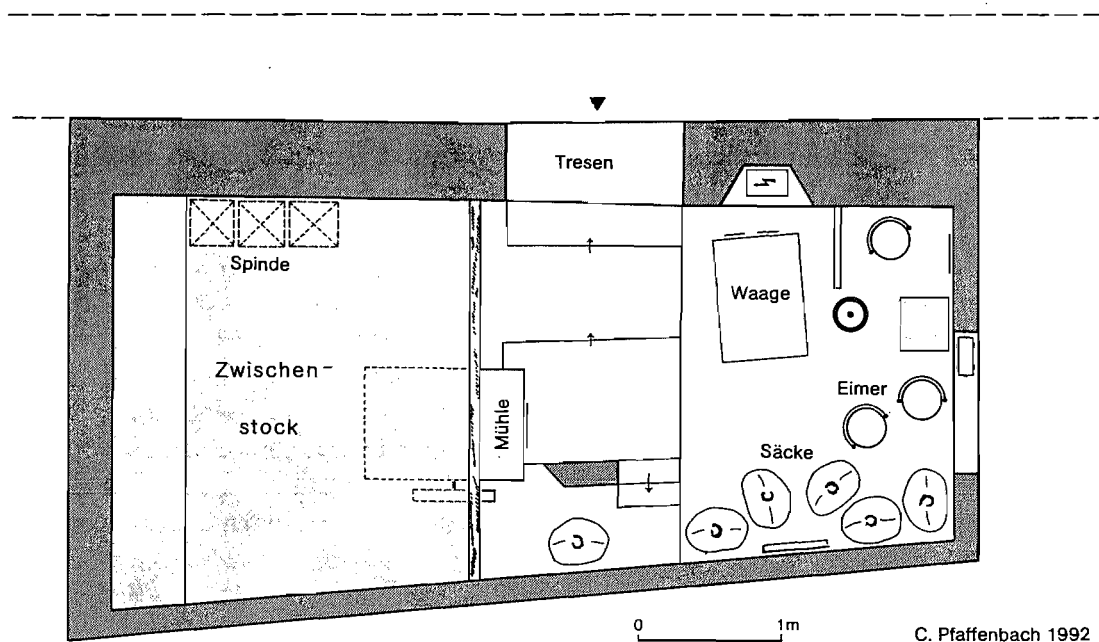 Tresen
Spinde
Waage
Zwischen-
stock
Mühle
Eimer
Säcke
0 1m
C. Pfaffenbach 1992